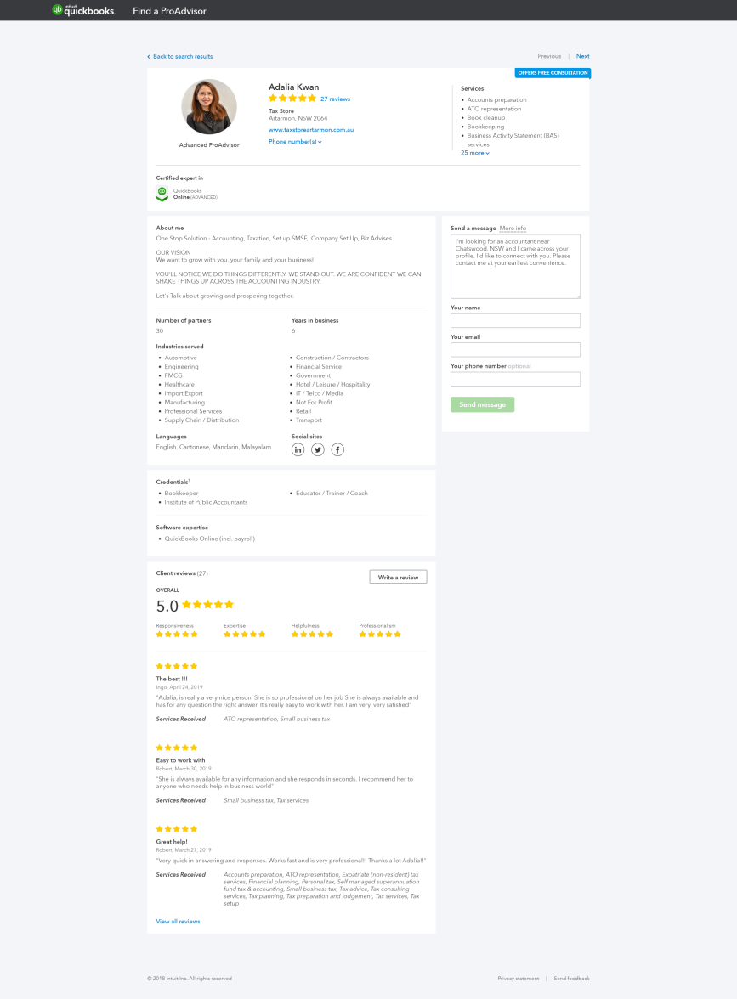 qb intuit quickbooks. Find a ProAdvisor
Back to search results
Previous | Next
OFFERS FREE CONSULTATION
Adalia Kwan
27 reviews
Tax Store
Artarmon, NSW 2064
www.taxstoreartarmon.com.au
Phone number(s)
Advanced ProAdvisor
Services
• Accounts preparation
• ATO representation
• Book cleanup
• Bookkeeping
• Business Activity Statement (BAS)
services
25 more
Certified expert in
qb QuickBooks
Online (ADVANCED)
About me
One Stop Solution - Accounting, Taxation, Set up SMSF, Company Set Up, Biz Advises
OUR VISION
We want to grow with you, your family and your business!
YOU'LL NOTICE WE DO THINGS DIFFERENTLY. WE STAND OUT. WE ARE CONFIDENT WE CAN
SHAKE THINGS UP ACROSS THE ACCOUNTING INDUSTRY.
Let's Talk about growing and prospering together.
Number of partners
30
Years in business
6
Industries served
• Automotive
• Engineering
• FMCG
• Healthcare
• Import Export
• Manufacturing
• Professional Services
• Supply Chain / Distribution
• Construction / Contractors
• Financial Service
• Government
• Hotel / Leisure / Hospitality
• IT / Telco / Media
• Not For Profit
• Retail
• Transport
Languages
English, Cantonese, Mandarin, Malayalam
Social sites
in f
Send a message More info
I'm looking for an accountant near
Chatswood, NSW and I came across your
profile. I'd like to connect with you. Please
contact me at your earliest convenience.
Your name
Your email
Your phone number optional
Send message
Credentials¹
• Bookkeeper
• Institute of Public Accountants
• Educator / Trainer / Coach
Software expertise
• QuickBooks Online (incl. payroll)
Client reviews (27)
Write a review
OVERALL
5.0
Responsiveness Expertise Helpfulness Professionalism
The best !!!
Ingo, April 24, 2019
"Adalia, is really a very nice person. She is so professional on her job She is always available and
has for any question the right answer. It's really easy to work with her. I am very, very satisfied"
Services Received ATO representation, Small business tax
Easy to work with
Robert, March 30, 2019
"She is always available for any information and she responds in seconds. I recommend her to
anyone who needs help in business world"
Services Received Small business tax, Tax services
Great help!
Robert, March 27, 2019
"Very quick in answering and responses. Works fast and is very professional!! Thanks a lot Adalia!!"
Services Received Accounts preparation, ATO representation, Expatriate (non-resident) tax
services, Financial planning, Personal tax, Self managed superannuation
fund tax & accounting, Small business tax, Tax advice, Tax consulting
services, Tax planning, Tax preparation and lodgement, Tax services, Tax
setup
View all reviews
© 2018 Intuit Inc. All rights reserved
Privacy statement | Send feedback